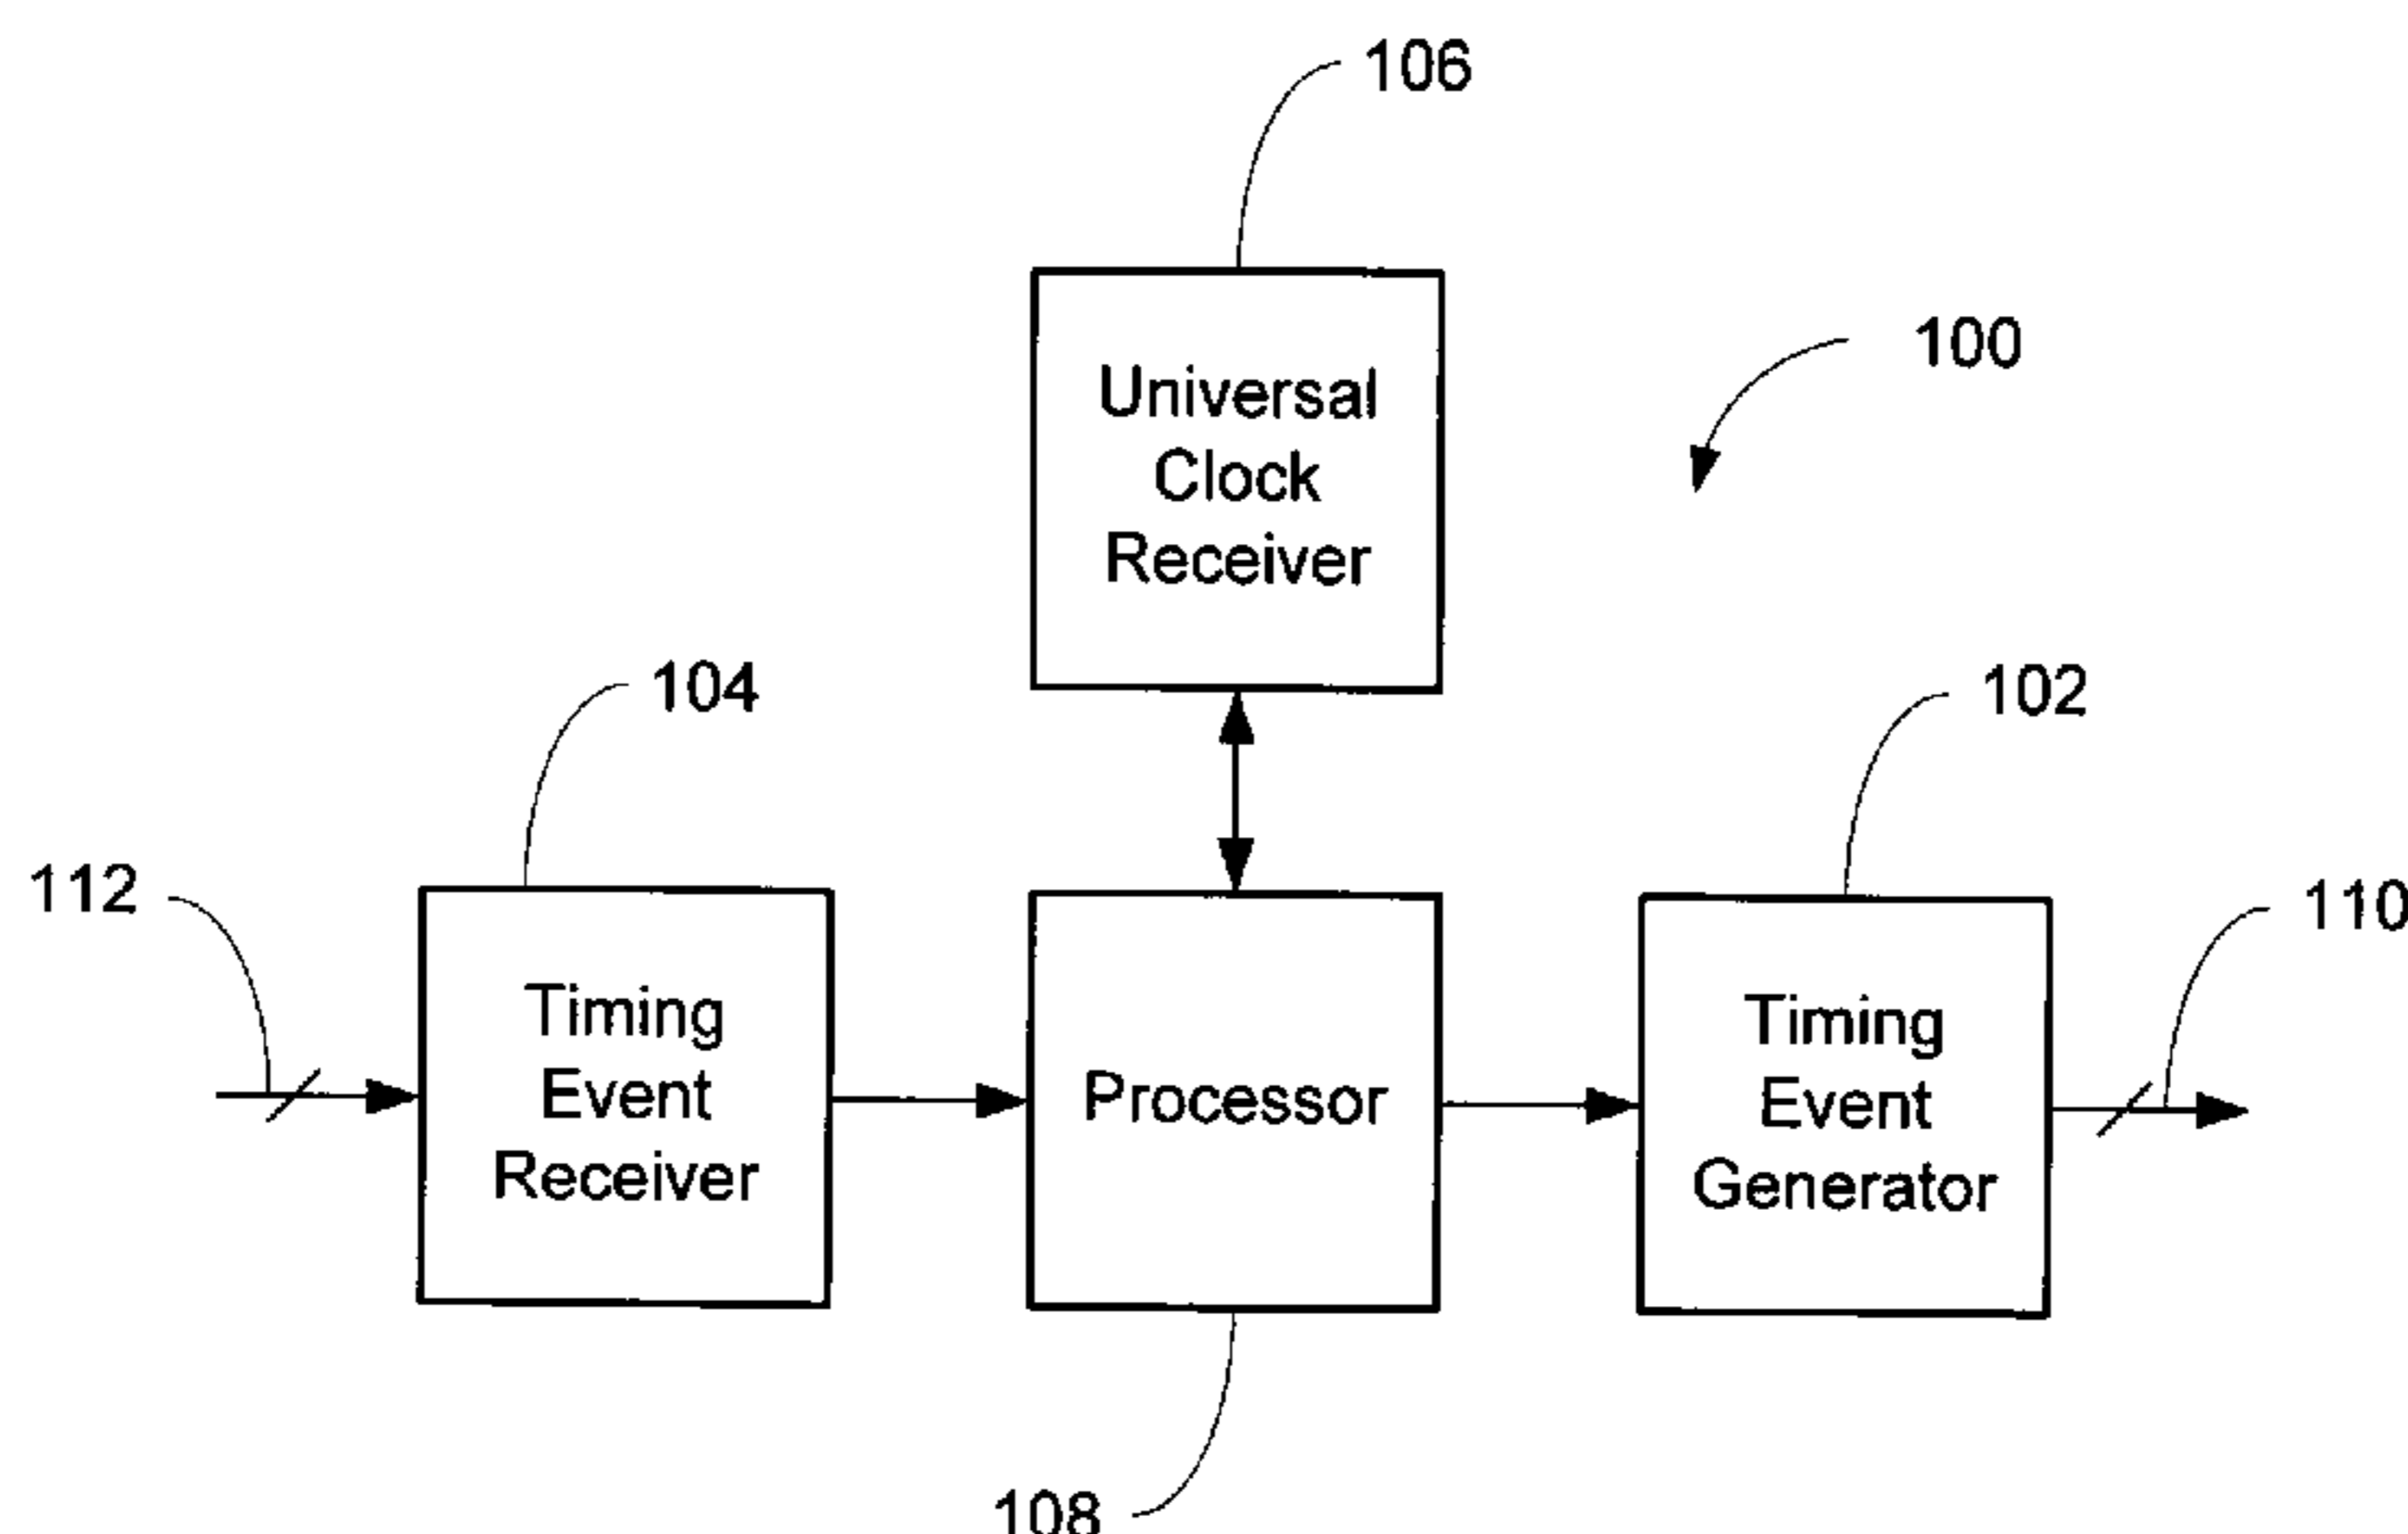 106
100
Universal
Clock
Receiver
104
102
112
110
Timing
Event
Receiver
Processor
Timing
Event
Generator
108